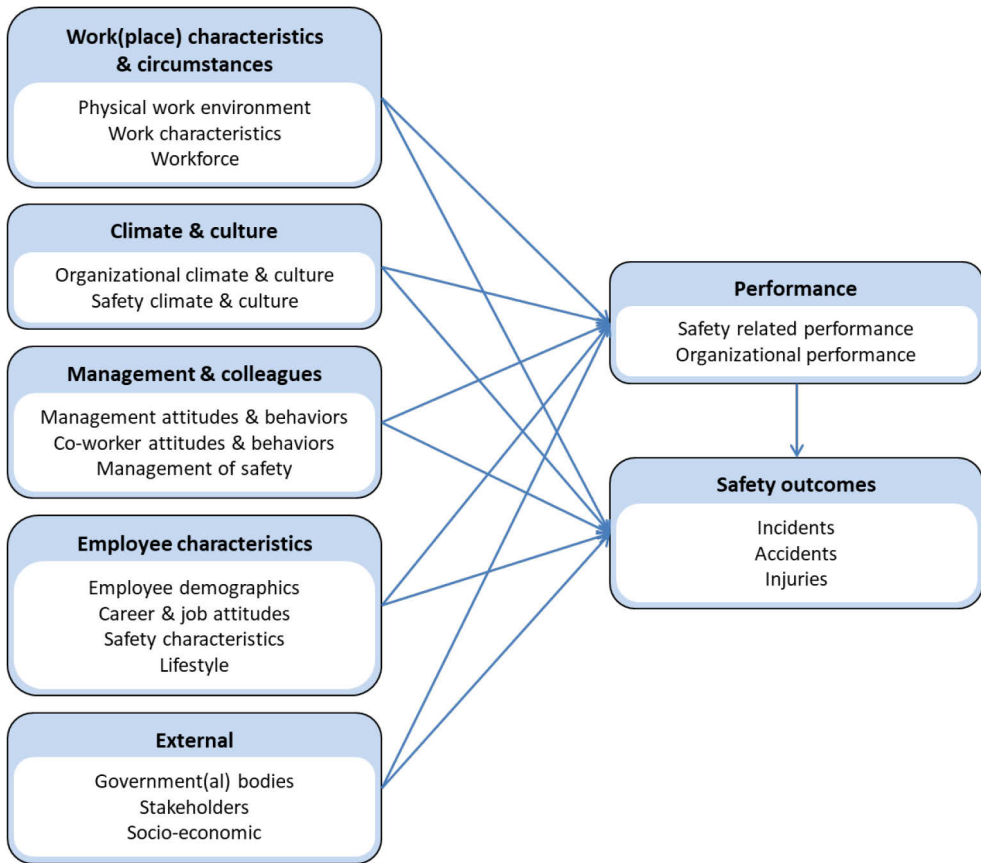 Work(place) characteristics
& circumstances
Physical work environment
Work characteristics
Workforce
Climate & culture
Organizational climate & culture
Safety climate & culture
Management & colleagues
Management attitudes & behaviors
Co-worker attitudes & behaviors
Management of safety
Employee characteristics
Employee demographics
Career & job attitudes
Safety characteristics
Lifestyle
External
Government(al) bodies
Stakeholders
Socio-economic
Performance
Safety related performance
Organizational performance
Safety outcomes
Incidents
Accidents
Injuries